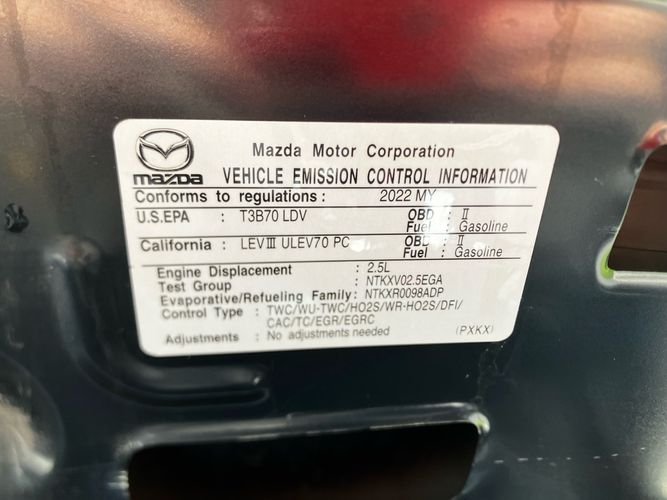 mazda
Mazda Motor Corporation
VEHICLE EMISSION CONTROL INFORMATION
Conforms to regulations : 2022 MY
U.S.EPA : T3B70 LDV OBD : II
Fuel : Gasoline
California : LEV III ULEV70 PC OBD : II
Fuel : Gasoline
Engine Displacement : 2.5L
Test Group : NTKXV02.5EGA
Evaporative/Refueling Family: NTKXR0098ADP
Control Type : TWC/WU-TWC/HO2S/WR-HO2S/DFI/
CAC/TC/EGR/EGRC
Adjustments : No adjustments needed (PXKX)